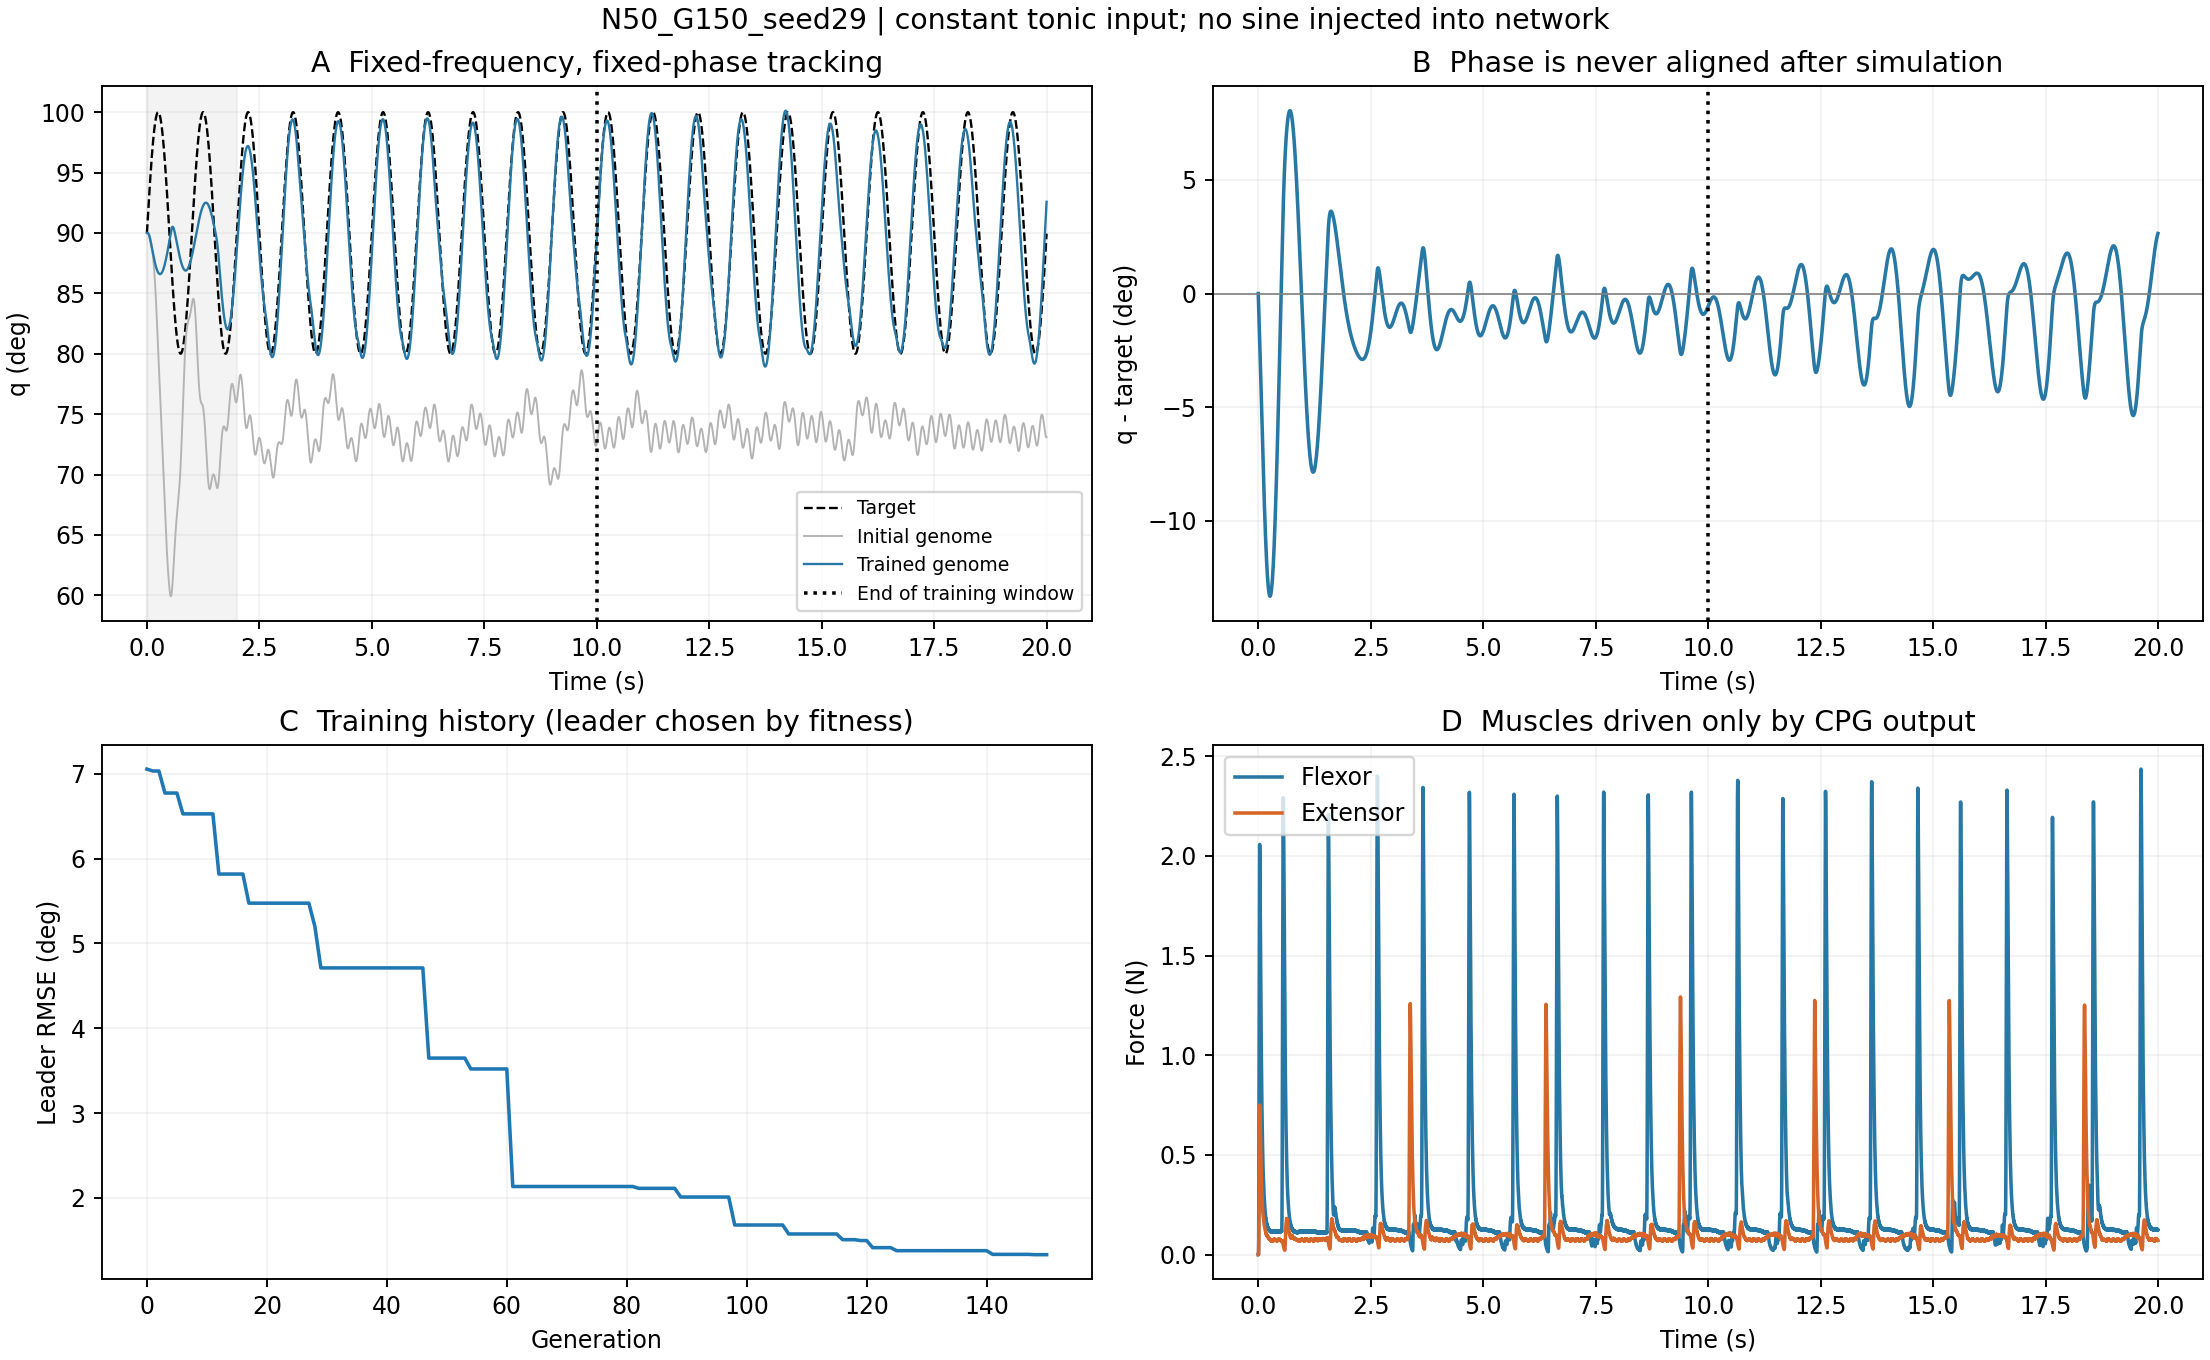 N50_G150_seed29 | constant tonic input; no sine injected into network
A  Fixed-frequency, fixed-phase tracking
q (deg)
100
95
90
85
80
75
70
65
60
Target
Initial genome
Trained genome
End of training window
0.0 2.5 5.0 7.5 10.0 12.5 15.0 17.5 20.0
Time (s)
B  Phase is never aligned after simulation
q - target (deg)
5
0
−5
−10
0.0 2.5 5.0 7.5 10.0 12.5 15.0 17.5 20.0
Time (s)
C  Training history (leader chosen by fitness)
Leader RMSE (deg)
7
6
5
4
3
2
0 20 40 60 80 100 120 140
Generation
D  Muscles driven only by CPG output
Force (N)
2.5
2.0
1.5
1.0
0.5
0.0
Flexor
Extensor
0.0 2.5 5.0 7.5 10.0 12.5 15.0 17.5 20.0
Time (s)